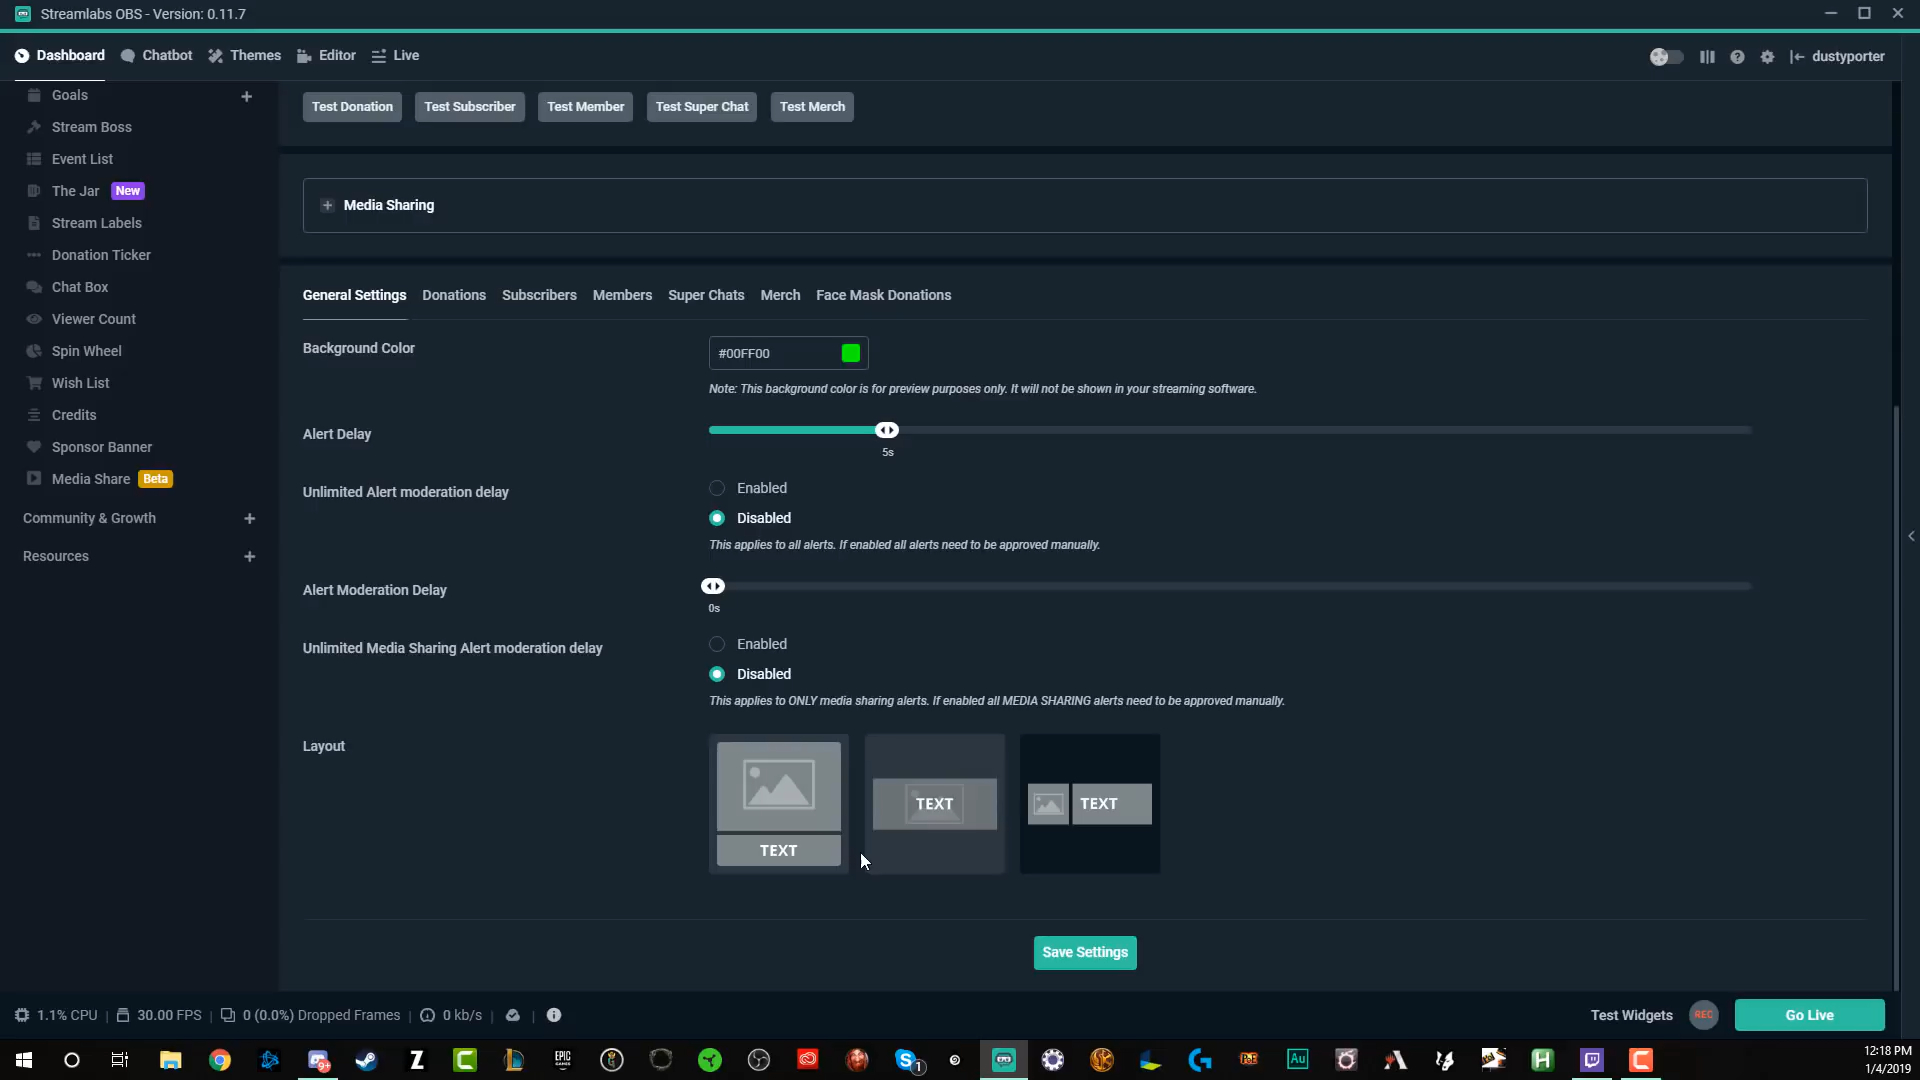 Streamlabs OBS - Version: 0.11.7
Dashboard Chatbot Themes Editor Live dustyporter
Goals
Stream Boss
Event List
The Jar New
Stream Labels
Donation Ticker
Chat Box
Viewer Count
Spin Wheel
Wish List
Credits
Sponsor Banner
Media Share Beta
Community & Growth
Resources
Test Donation Test Subscriber Test Member Test Super Chat Test Merch
Media Sharing
General Settings Donations Subscribers Members Super Chats Merch Face Mask Donations
Background Color #00FF00
Note: This background color is for preview purposes only. It will not be shown in your streaming software.
Alert Delay
5s
Unlimited Alert moderation delay Enabled
Disabled
This applies to all alerts. If enabled all alerts need to be approved manually.
Alert Moderation Delay
0s
Unlimited Media Sharing Alert moderation delay Enabled
Disabled
This applies to ONLY media sharing alerts. If enabled all MEDIA SHARING alerts need to be approved manually.
Layout
TEXT TEXT TEXT
Save Settings
1.1% CPU | 30.00 FPS | 0 (0.0%) Dropped Frames | 0 kb/s | | Test Widgets REC Go Live
9+ Z C EPIC GAMES S 1 G Au H C
12:18 PM
1/4/2019